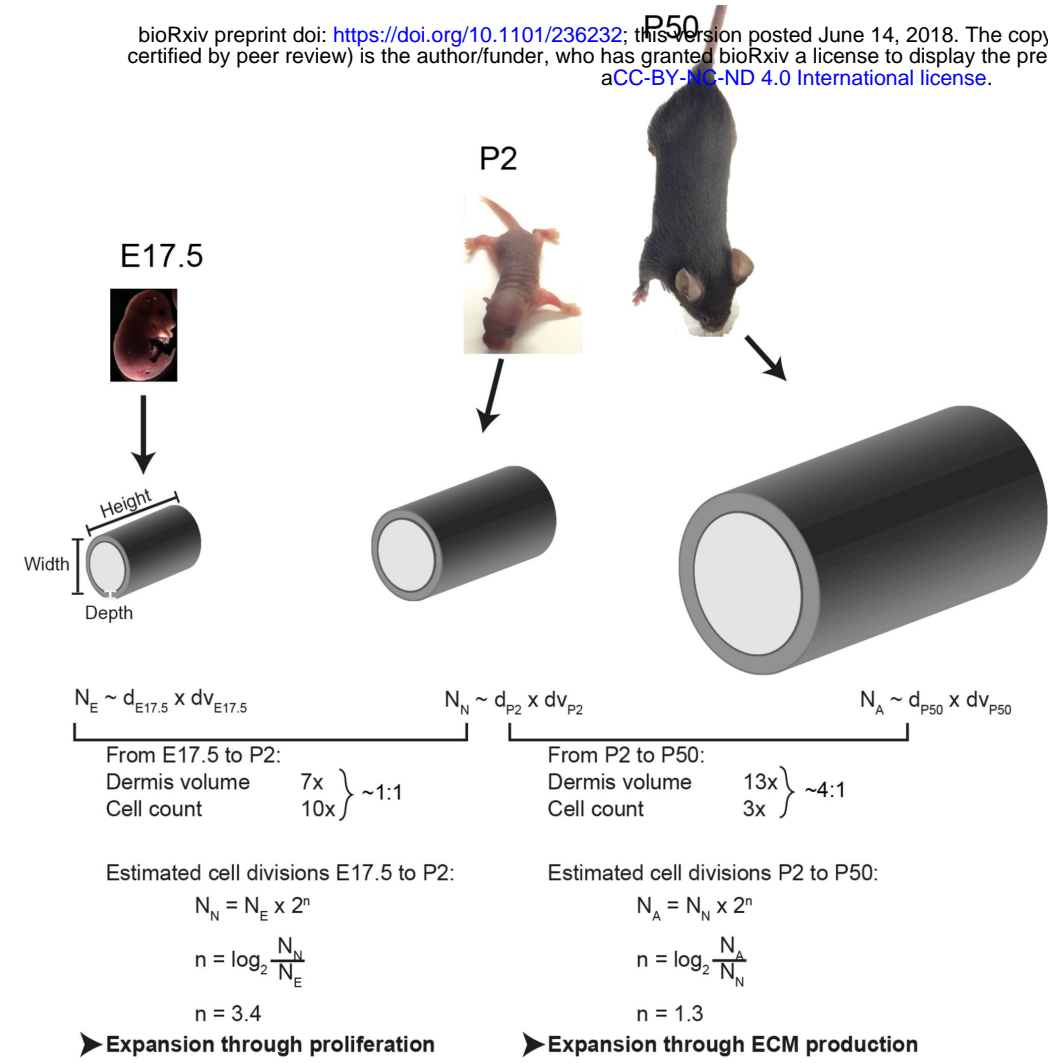 P50
bioRxiv preprint doi: https://doi.org/10.1101/236232; this version posted June 14, 2018. The copy
certified by peer review) is the author/funder, who has granted bioRxiv a license to display the pre
aCC-BY-NC-ND 4.0 International license.
P2
E17.5
Height
Width
Depth
N_E ~ d_E17.5 x dv_E17.5
N_N ~ d_P2 x dv_P2
N_A ~ d_P50 x dv_P50
From E17.5 to P2:
Dermis volume 7x
Cell count 10x
~1:1
From P2 to P50:
Dermis volume 13x
Cell count 3x
~4:1
Estimated cell divisions E17.5 to P2:
N_N = N_E x 2ⁿ
n = log₂ N_N / N_E
n = 3.4
➤Expansion through proliferation
Estimated cell divisions P2 to P50:
N_A = N_N x 2ⁿ
n = log₂ N_A / N_N
n = 1.3
➤Expansion through ECM production